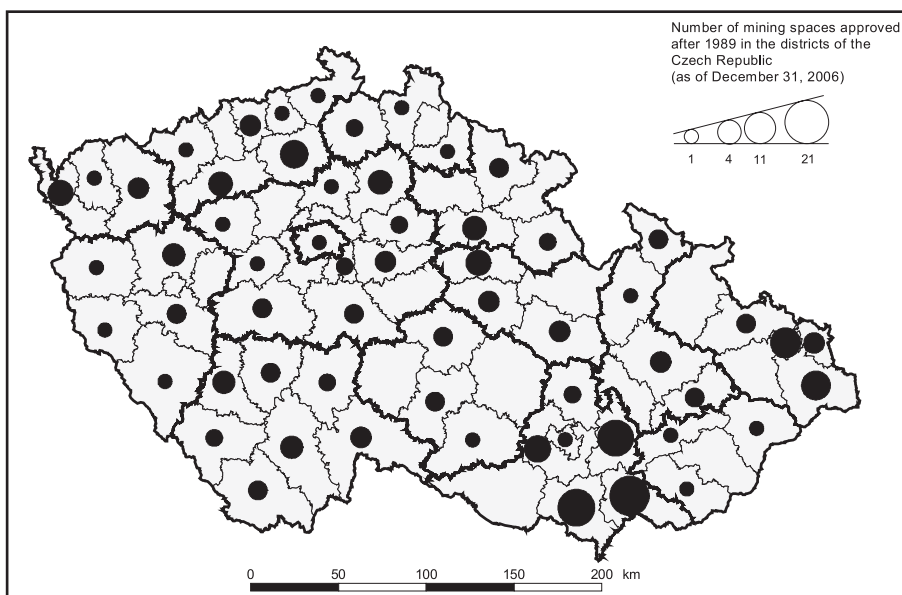 Number of mining spaces approved
after 1989 in the districts of the
Czech Republic
(as of December 31, 2006)
1 4 11 21
0 50 100 150 200 km